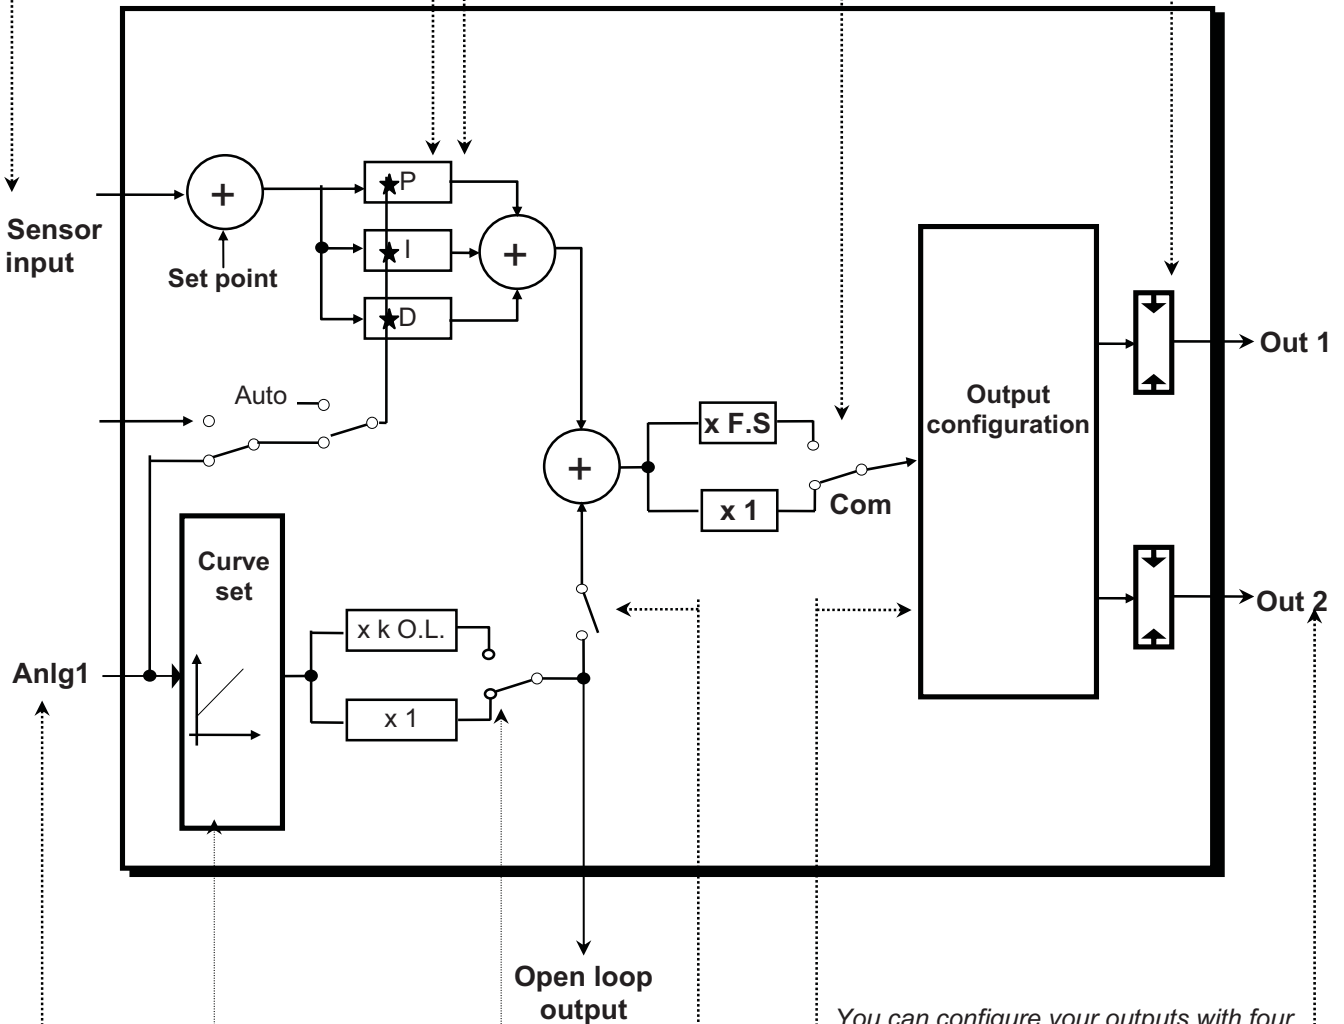 P
+
Sensor
input
I
+
Set point
D
Out 1
Auto
Output
configuration
x F.S
+
Com
x 1
Curve
set
Out 2
x k O.L.
Anlg1
x 1
Open loop
output
You can configure your outputs with four